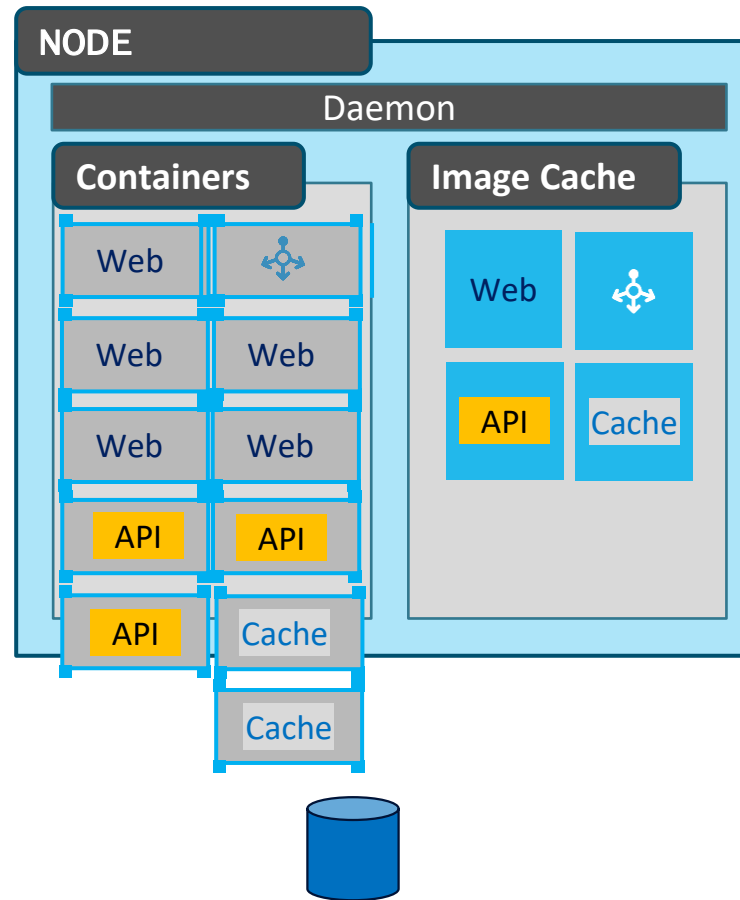 NODE
Daemon
Containers
Image Cache
Web
Web
Web
Web
Web
API
API
API
Cache
Cache
Web
API
Cache